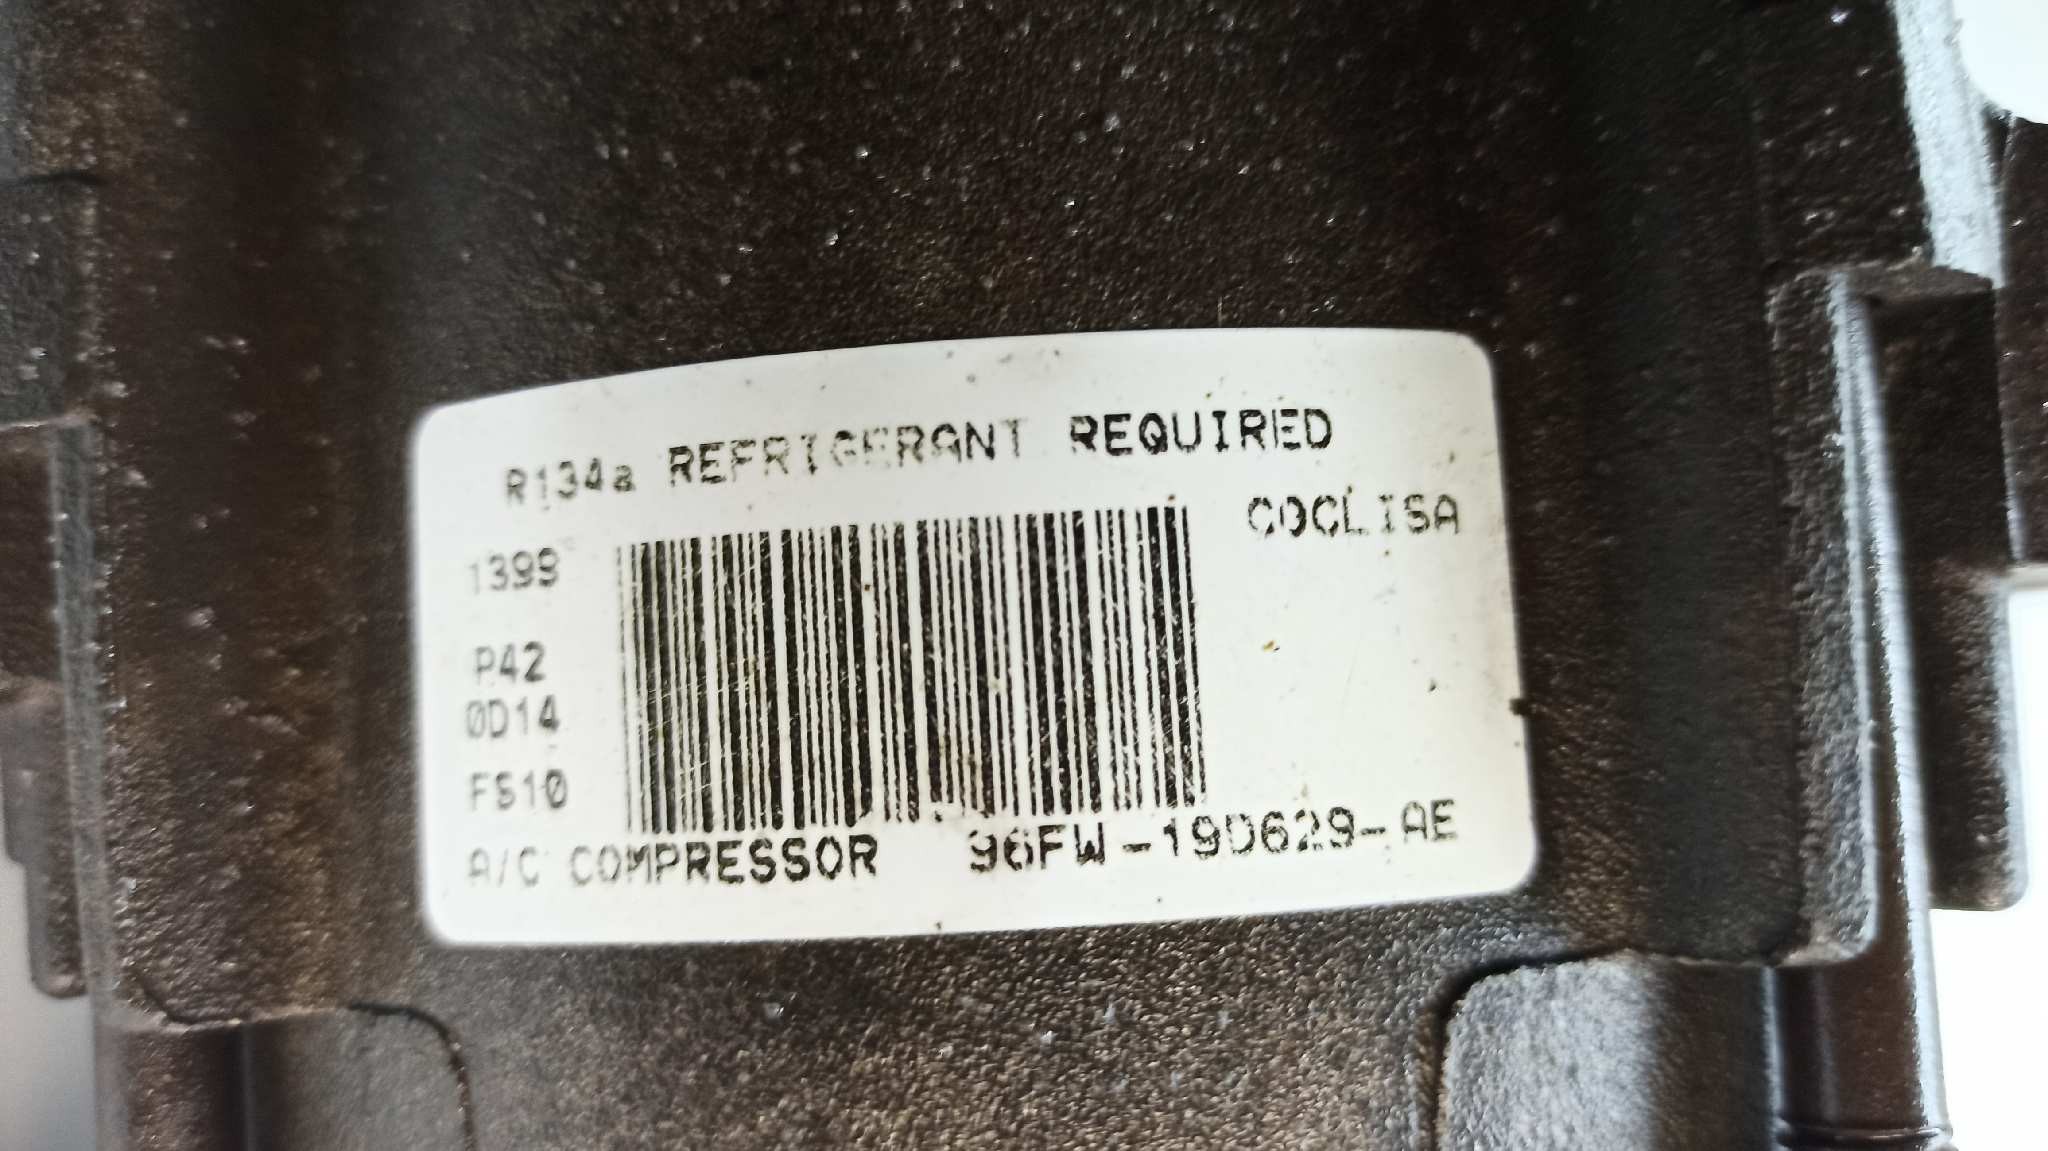 R134a REFRIGERANT REQUIRED
COCLISA
1399
P42
0D14
FS10
A/C COMPRESSOR 96FW-19D629-AE